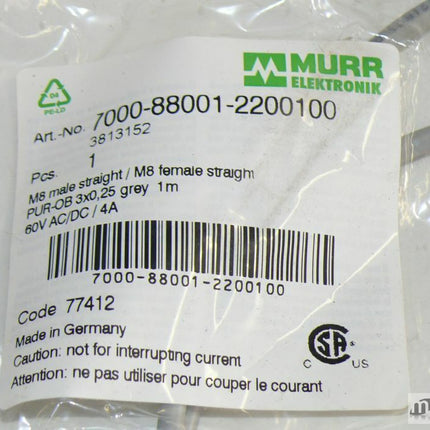 MURR
ELEKTRONIK
04
PE-LD
Art.-No. 7000-88001-2200100
3813152
Pcs. 1
M8 male straight / M8 female straight
PUR-OB 3x0,25 grey 1m
60V AC/DC / 4A
7000-88001-2200100
Code 77412
Made in Germany
Caution: not for interrupting current
Attention: ne pas utiliser pour couper le courant
C SA US